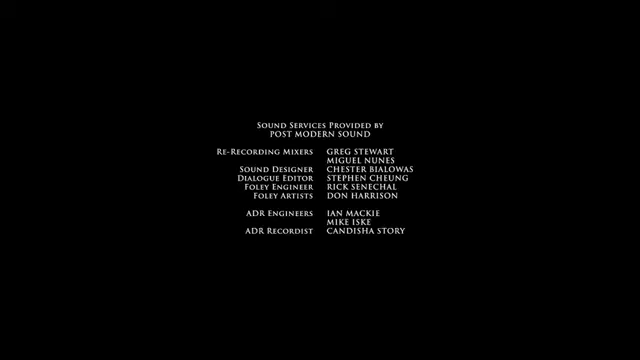 Sound Services Provided by
POST MODERN SOUND
Re-Recording Mixers GREG STEWART
MIGUEL NUNES
Sound Designer CHESTER BIALOWAS
Dialogue Editor STEPHEN CHEUNG
Foley Engineer RICK SENECHAL
Foley Artists DON HARRISON
ADR Engineers IAN MACKIE
MIKE ISKE
ADR Recordist CANDISHA STORY